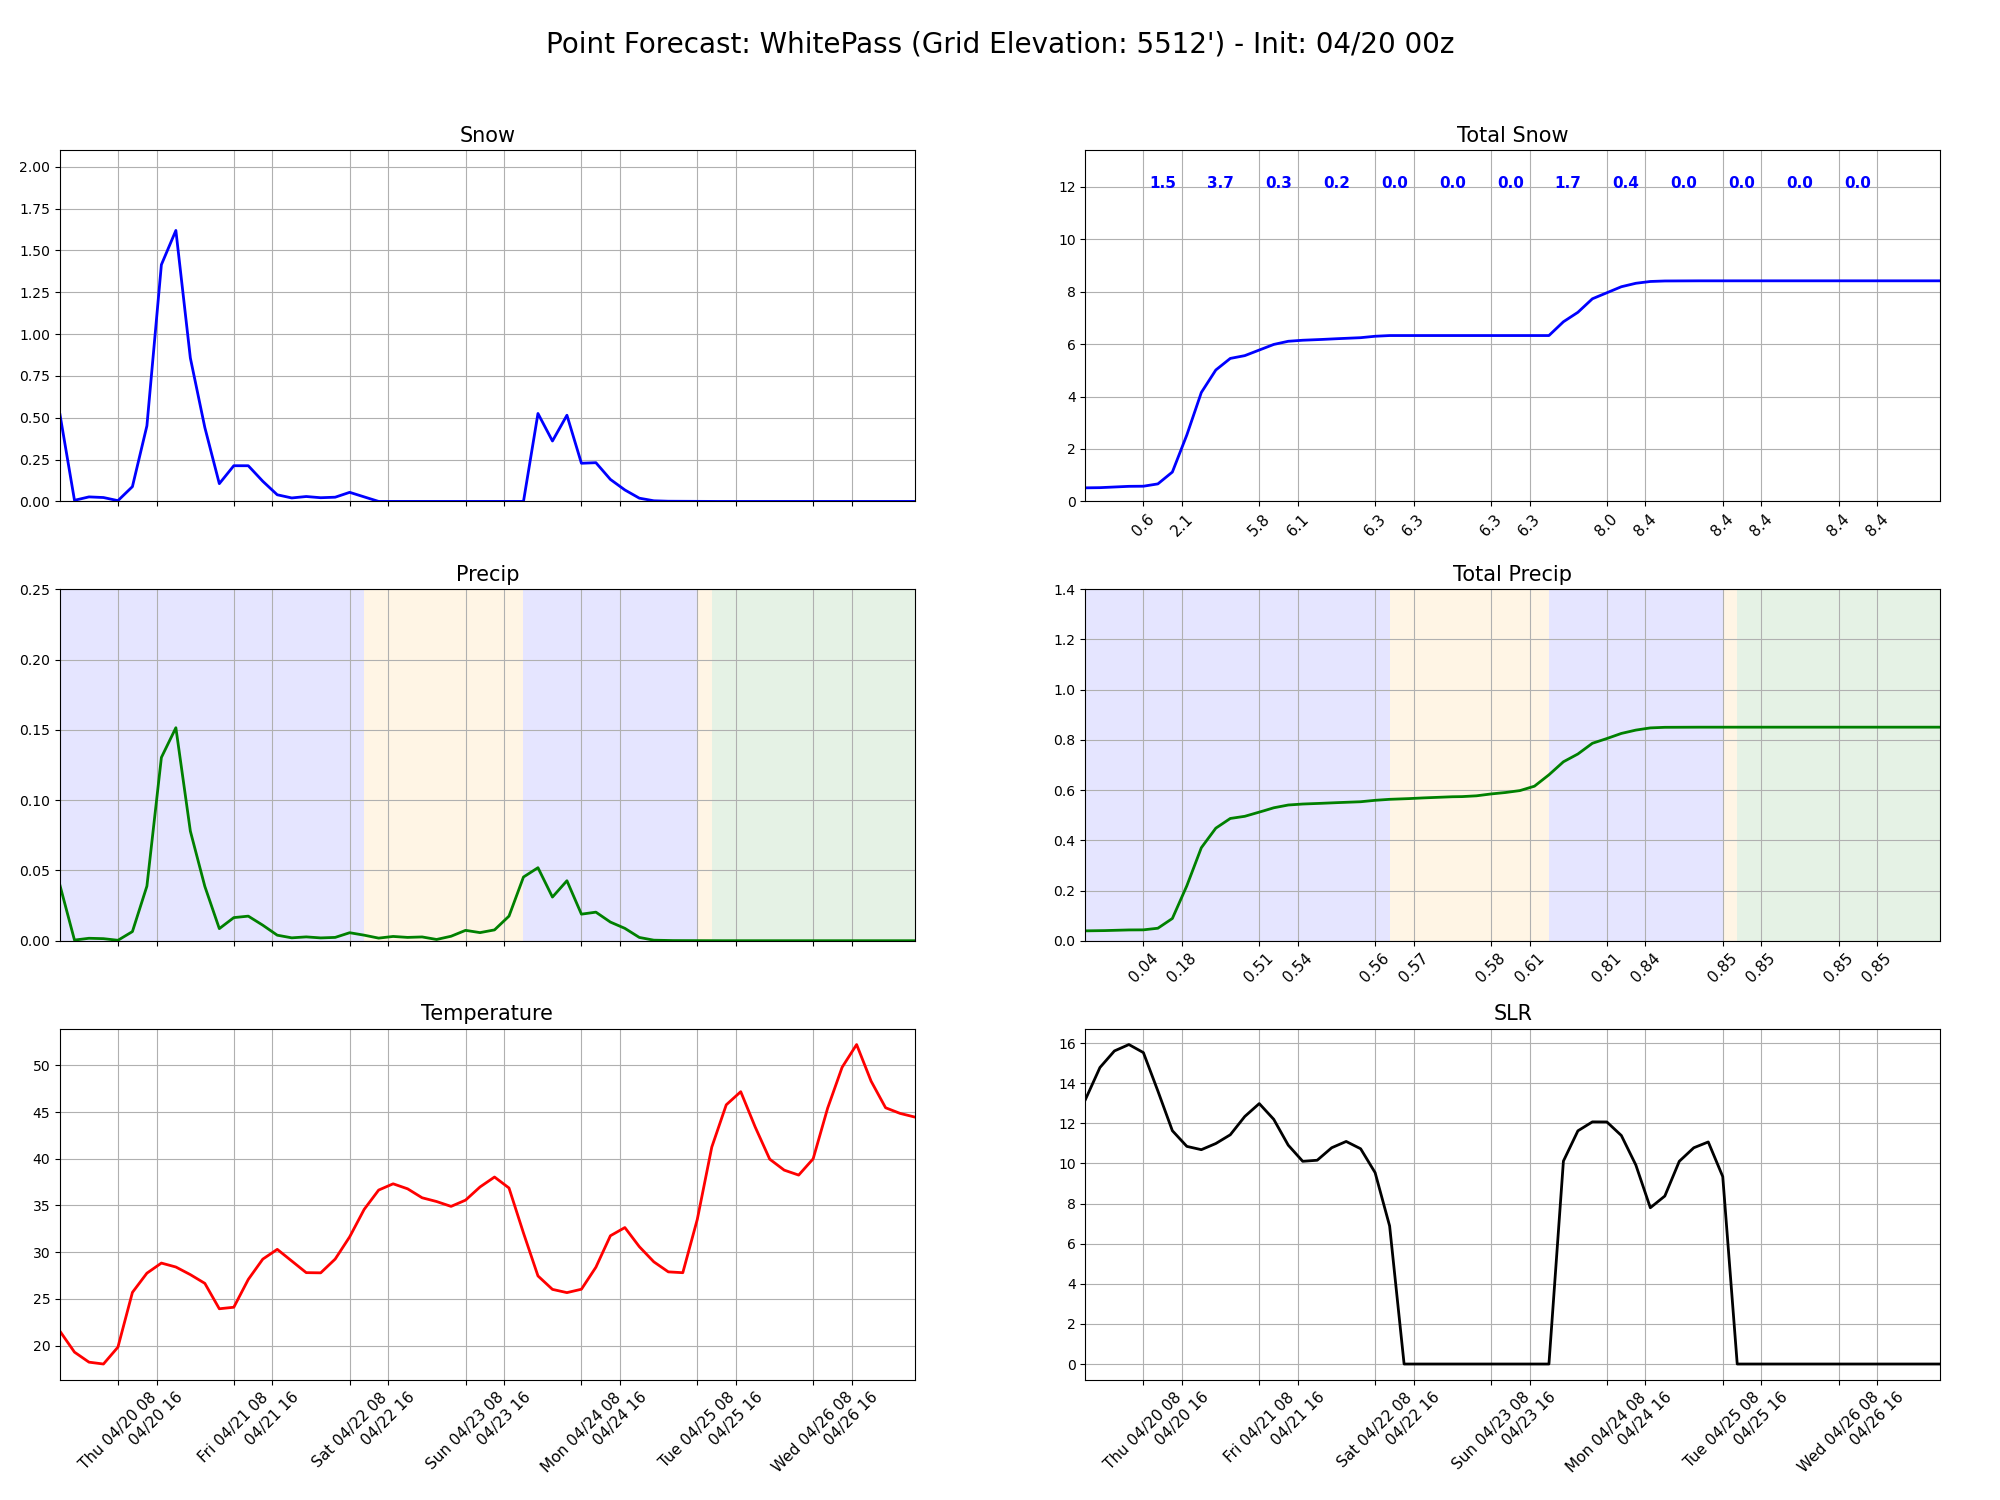 Point Forecast: WhitePass (Grid Elevation: 5512') - Init: 04/20 00z
Snow
2.00
1.75
1.50
1.25
1.00
0.75
0.50
0.25
0.00
Total Snow
1.5 3.7 0.3 0.2 0.0 0.0 0.0 1.7 0.4 0.0 0.0 0.0 0.0
12
10
8
6
4
2
0
0.6 2.1 5.8 6.1 6.3 6.3 6.3 6.3 8.0 8.4 8.4 8.4 8.4 8.4
Precip
0.25
0.20
0.15
0.10
0.05
0.00
Total Precip
1.4
1.2
1.0
0.8
0.6
0.4
0.2
0.0
0.04 0.18 0.51 0.54 0.56 0.57 0.58 0.61 0.81 0.84 0.85 0.85 0.85 0.85
Temperature
50
45
40
35
30
25
20
Thu 04/20 08
04/20 16
Fri 04/21 08
04/21 16
Sat 04/22 08
04/22 16
Sun 04/23 08
04/23 16
Mon 04/24 08
04/24 16
Tue 04/25 08
04/25 16
Wed 04/26 08
04/26 16
SLR
16
14
12
10
8
6
4
2
0
Thu 04/20 08
04/20 16
Fri 04/21 08
04/21 16
Sat 04/22 08
04/22 16
Sun 04/23 08
04/23 16
Mon 04/24 08
04/24 16
Tue 04/25 08
04/25 16
Wed 04/26 08
04/26 16